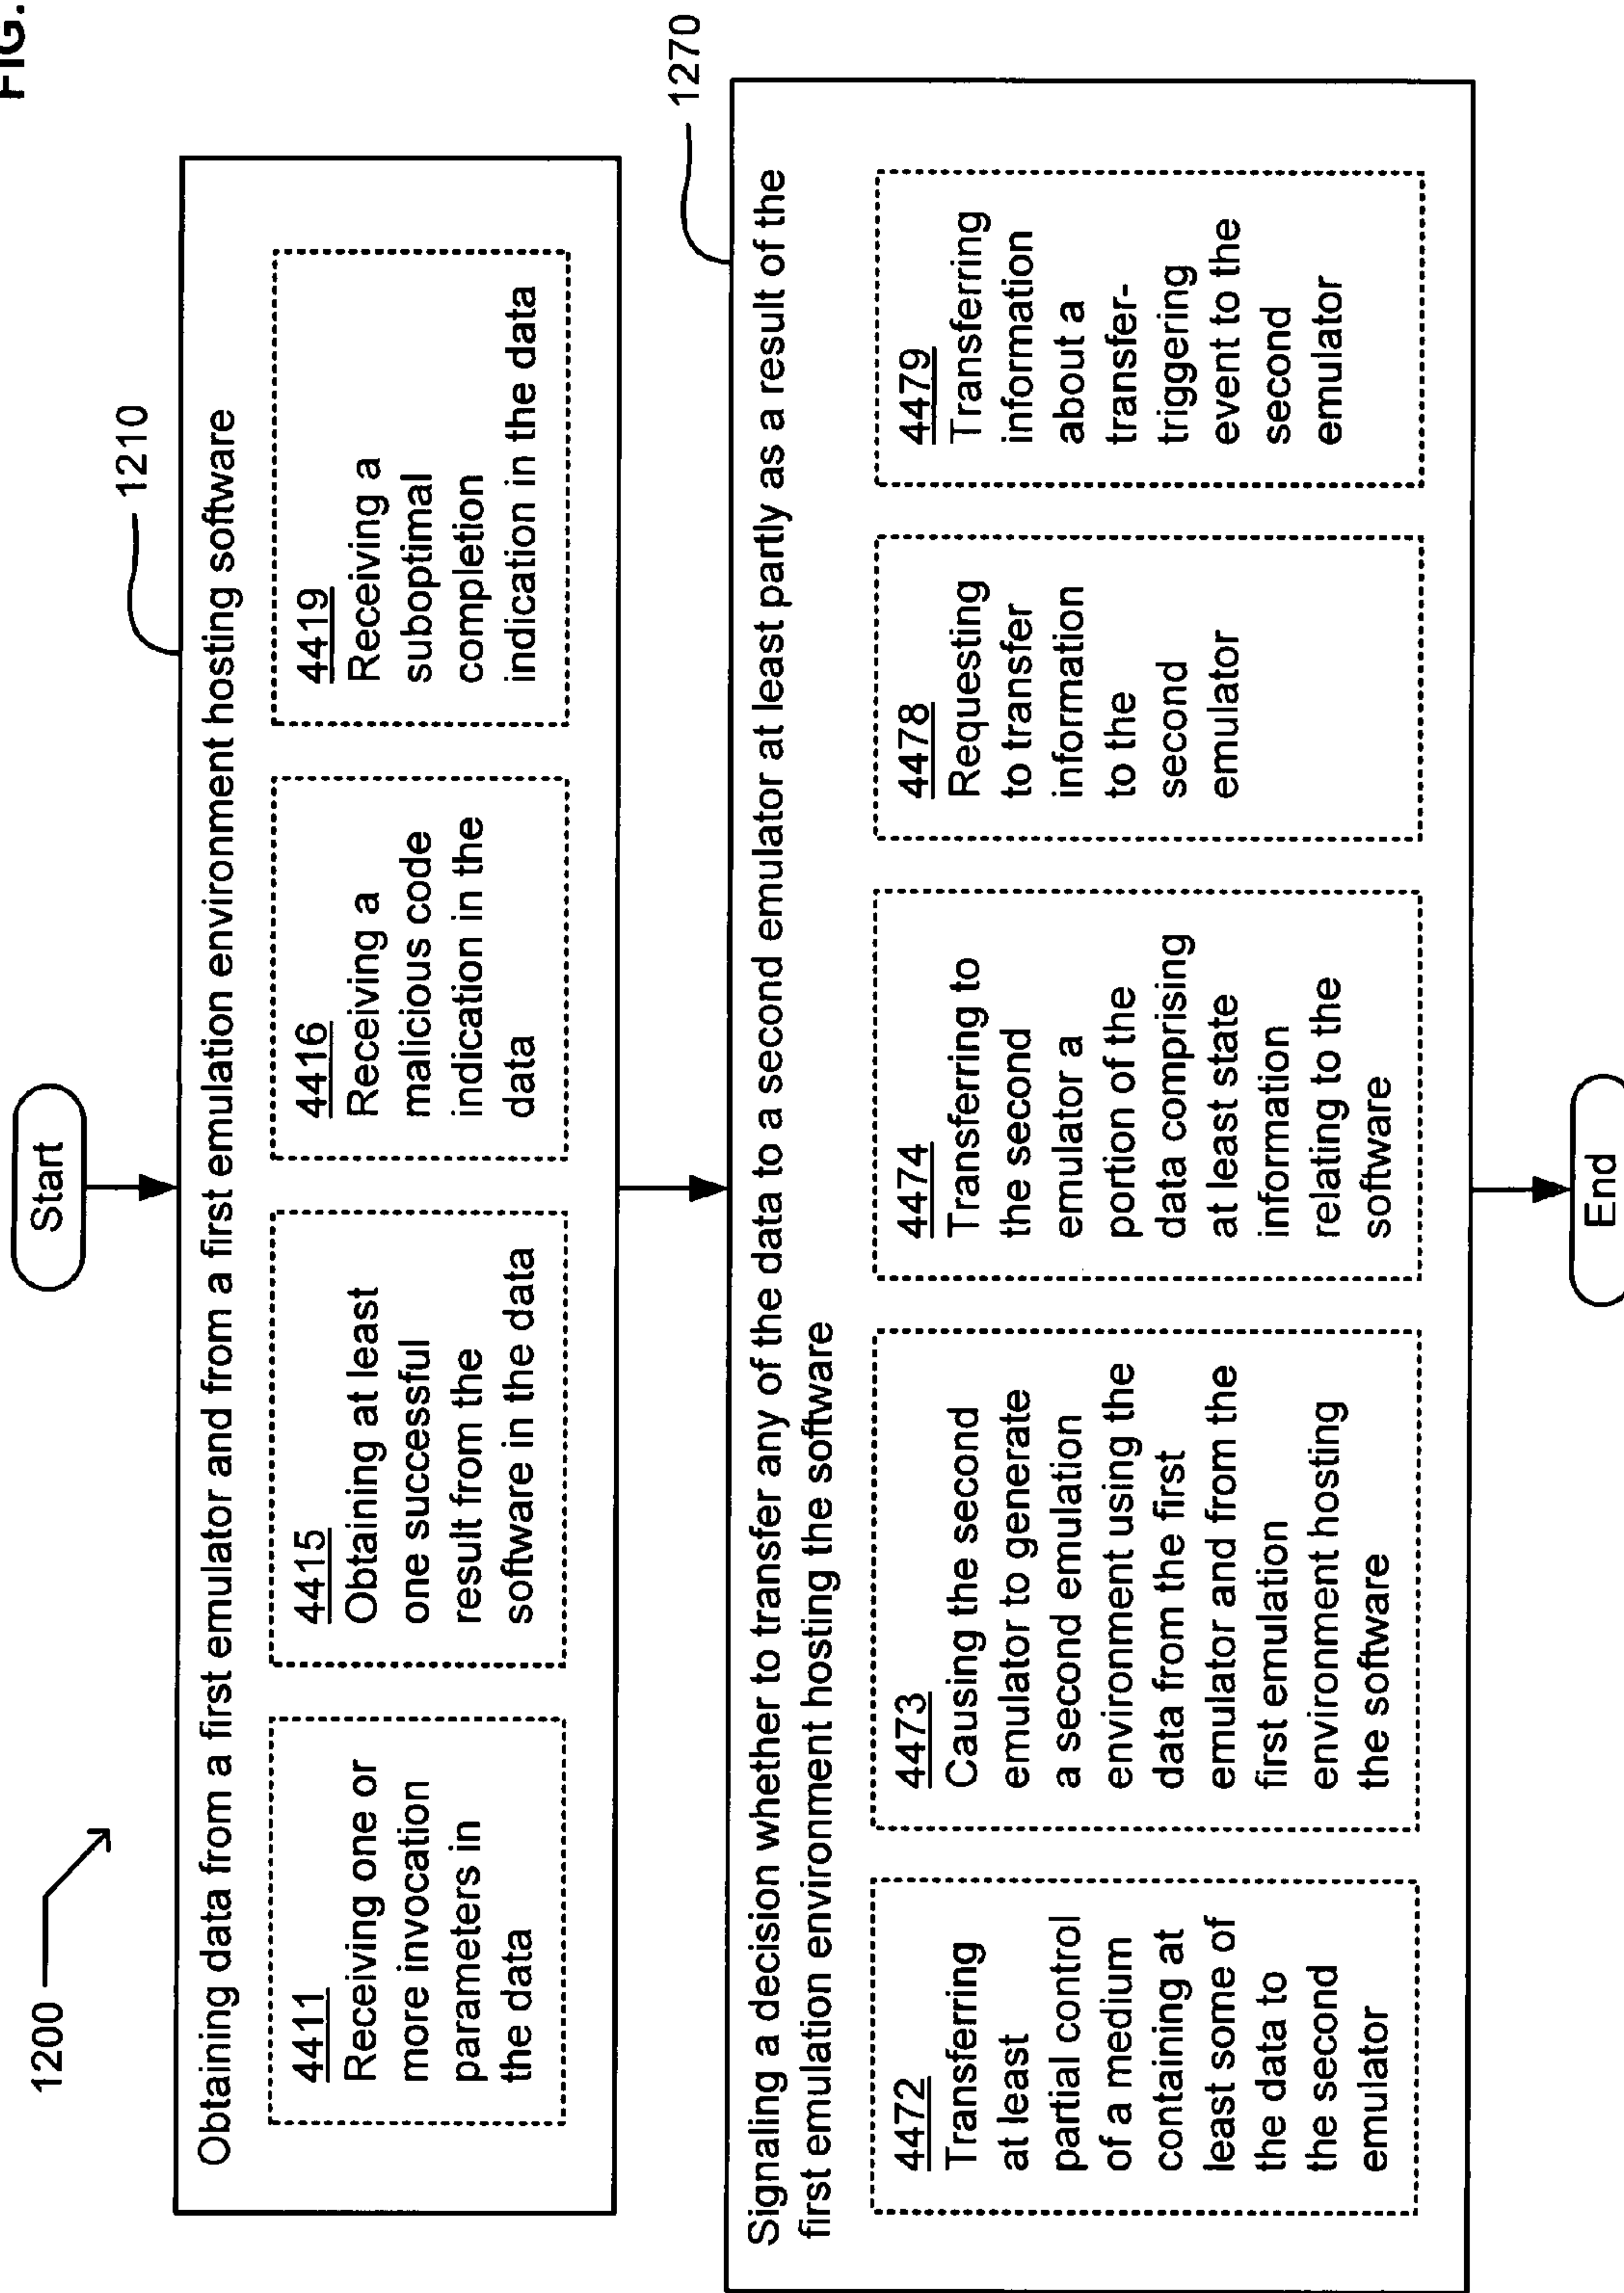 FIG.
1200
Start
1210
Obtaining data from a first emulator and from a first emulation environment hosting software
4411
Receiving one or
more invocation
parameters in
the data
4415
Obtaining at least
one successful
result from the
software in the data
4416
Receiving a
malicious code
indication in the
data
4419
Receiving a
suboptimal
completion
indication in the data
1270
Signaling a decision whether to transfer any of the data to a second emulator at least partly as a result of the
first emulation environment hosting the software
4472
Transferring
at least
partial control
of a medium
containing at
least some of
the data to
the second
emulator
4473
Causing the second
emulator to generate
a second emulation
environment using the
data from the first
emulator and from the
first emulation
environment hosting
the software
4474
Transferring to
the second
emulator a
portion of the
data comprising
at least state
information
relating to the
software
4478
Requesting
to transfer
information
to the
second
emulator
4479
Transferring
information
about a
transfer-
triggering
event to the
second
emulator
End